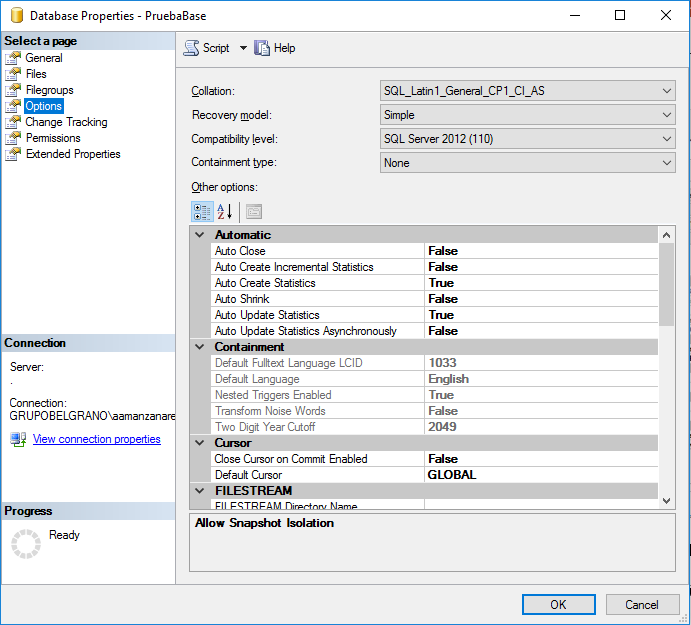 Database Properties - PruebaBase
Select a page
General
Files
Filegroups
Options
Change Tracking
Permissions
Extended Properties
Script
Help
Collation: SQL_Latin1_General_CP1_CI_AS
Recovery model: Simple
Compatibility level: SQL Server 2012 (110)
Containment type: None
Other options:
Automatic
Auto Close False
Auto Create Incremental Statistics False
Auto Create Statistics True
Auto Shrink False
Auto Update Statistics True
Auto Update Statistics Asynchronously False
Containment
Default Fulltext Language LCID 1033
Default Language English
Nested Triggers Enabled True
Transform Noise Words False
Two Digit Year Cutoff 2049
Cursor
Close Cursor on Commit Enabled False
Default Cursor GLOBAL
FILESTREAM
FILESTREAM Directory Name
Allow Snapshot Isolation
Connection
Server:
.
Connection:
GRUPOBELGRANO\aamanzanare
View connection properties
Progress
Ready
OK
Cancel